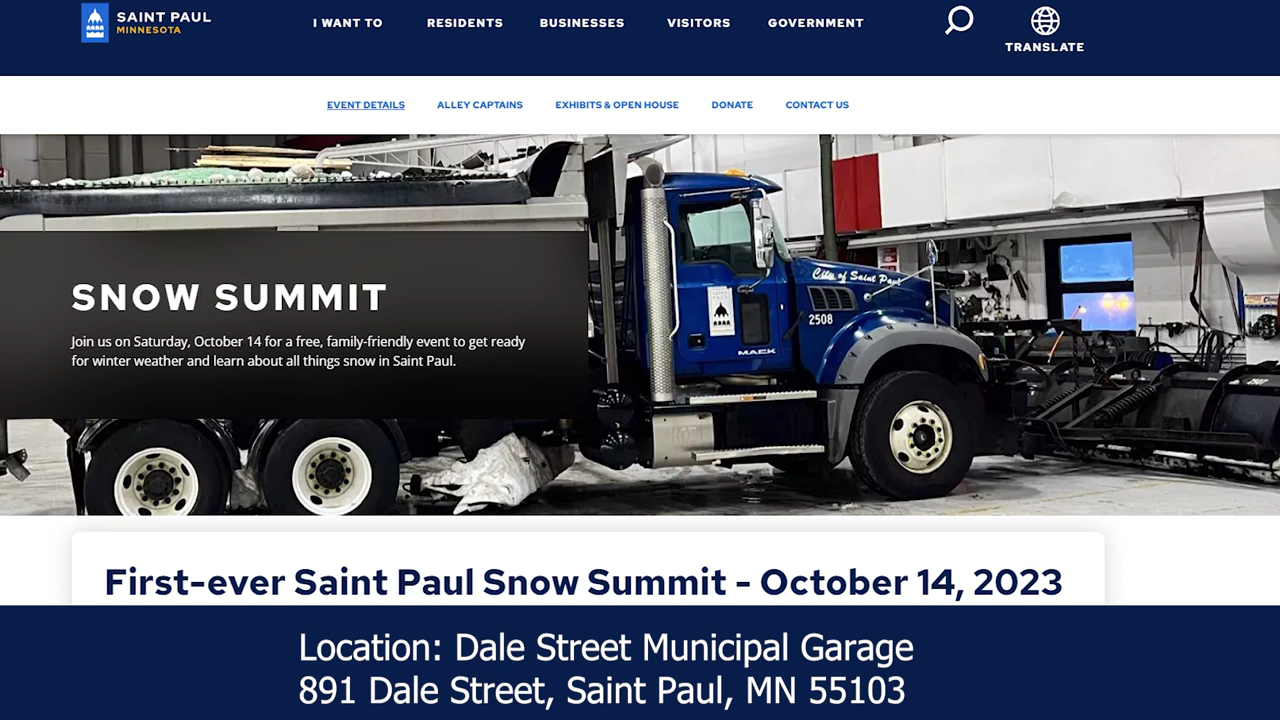 SAINT PAUL
MINNESOTA
I WANT TO
RESIDENTS
BUSINESSES
VISITORS
GOVERNMENT
TRANSLATE
EVENT DETAILS
ALLEY CAPTAINS
EXHIBITS & OPEN HOUSE
DONATE
CONTACT US
City of Saint Paul
2508
MACK
SNOW SUMMIT
Join us on Saturday, October 14 for a free, family-friendly event to get ready
for winter weather and learn about all things snow in Saint Paul.
First-ever Saint Paul Snow Summit - October 14, 2023
Location: Dale Street Municipal Garage
891 Dale Street, Saint Paul, MN 55103